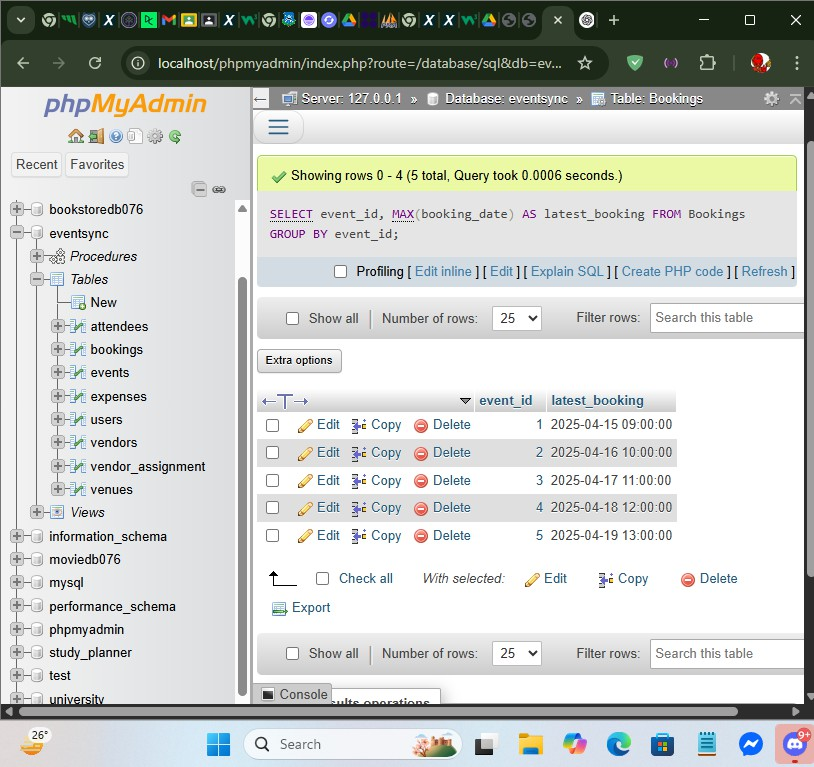 localhost/phpmyadmin/index.php?route=/database/sql&db=ev...
phpMyAdmin
Recent Favorites
bookstoredb076
eventsync
Procedures
Tables
New
attendees
bookings
events
expenses
users
vendors
vendor_assignment
venues
Views
information_schema
moviedb076
mysql
performance_schema
phpmyadmin
study_planner
test
university
Server: 127.0.0.1 » Database: eventsync » Table: Bookings
Showing rows 0 - 4 (5 total, Query took 0.0006 seconds.)
SELECT event_id, MAX(booking_date) AS latest_booking FROM Bookings
GROUP BY event_id;
Profiling [ Edit inline ] [ Edit ] [ Explain SQL ] [ Create PHP code ] [ Refresh ]
Show all | Number of rows: 25 Filter rows: Search this table
Extra options
event_id latest_booking
Edit Copy Delete 1 2025-04-15 09:00:00
Edit Copy Delete 2 2025-04-16 10:00:00
Edit Copy Delete 3 2025-04-17 11:00:00
Edit Copy Delete 4 2025-04-18 12:00:00
Edit Copy Delete 5 2025-04-19 13:00:00
Check all With selected: Edit Copy Delete
Export
Show all | Number of rows: 25 Filter rows: Search this table
Console
operations
26°
Search
9+